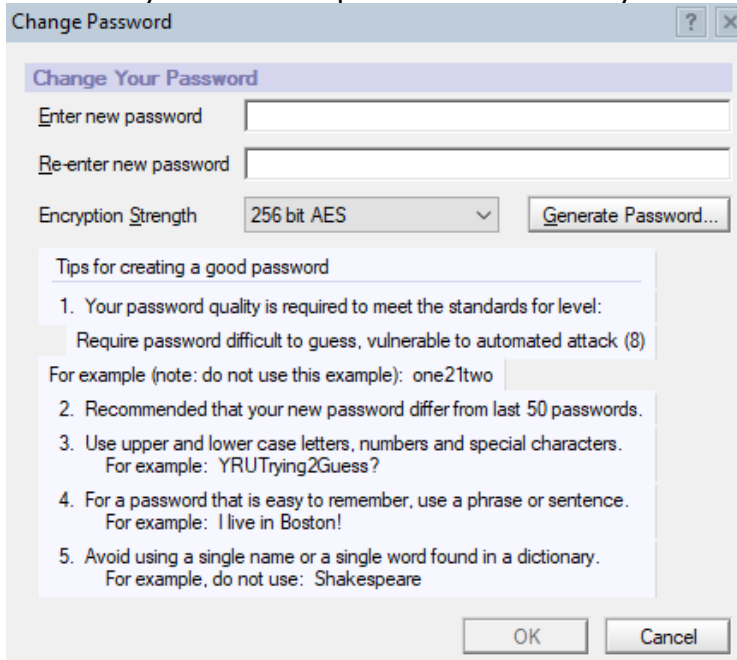 Change Password
?
Change Your Password
Enter new password
Re-enter new password
Encryption Strength 256 bit AES Generate Password...
Tips for creating a good password
1. Your password quality is required to meet the standards for level:
Require password difficult to guess, vulnerable to automated attack (8)
For example (note: do not use this example): one21two
2. Recommended that your new password differ from last 50 passwords.
3. Use upper and lower case letters, numbers and special characters.
For example: YRUTrying2Guess?
4. For a password that is easy to remember, use a phrase or sentence.
For example: I live in Boston!
5. Avoid using a single name or a single word found in a dictionary.
For example, do not use: Shakespeare
OK Cancel